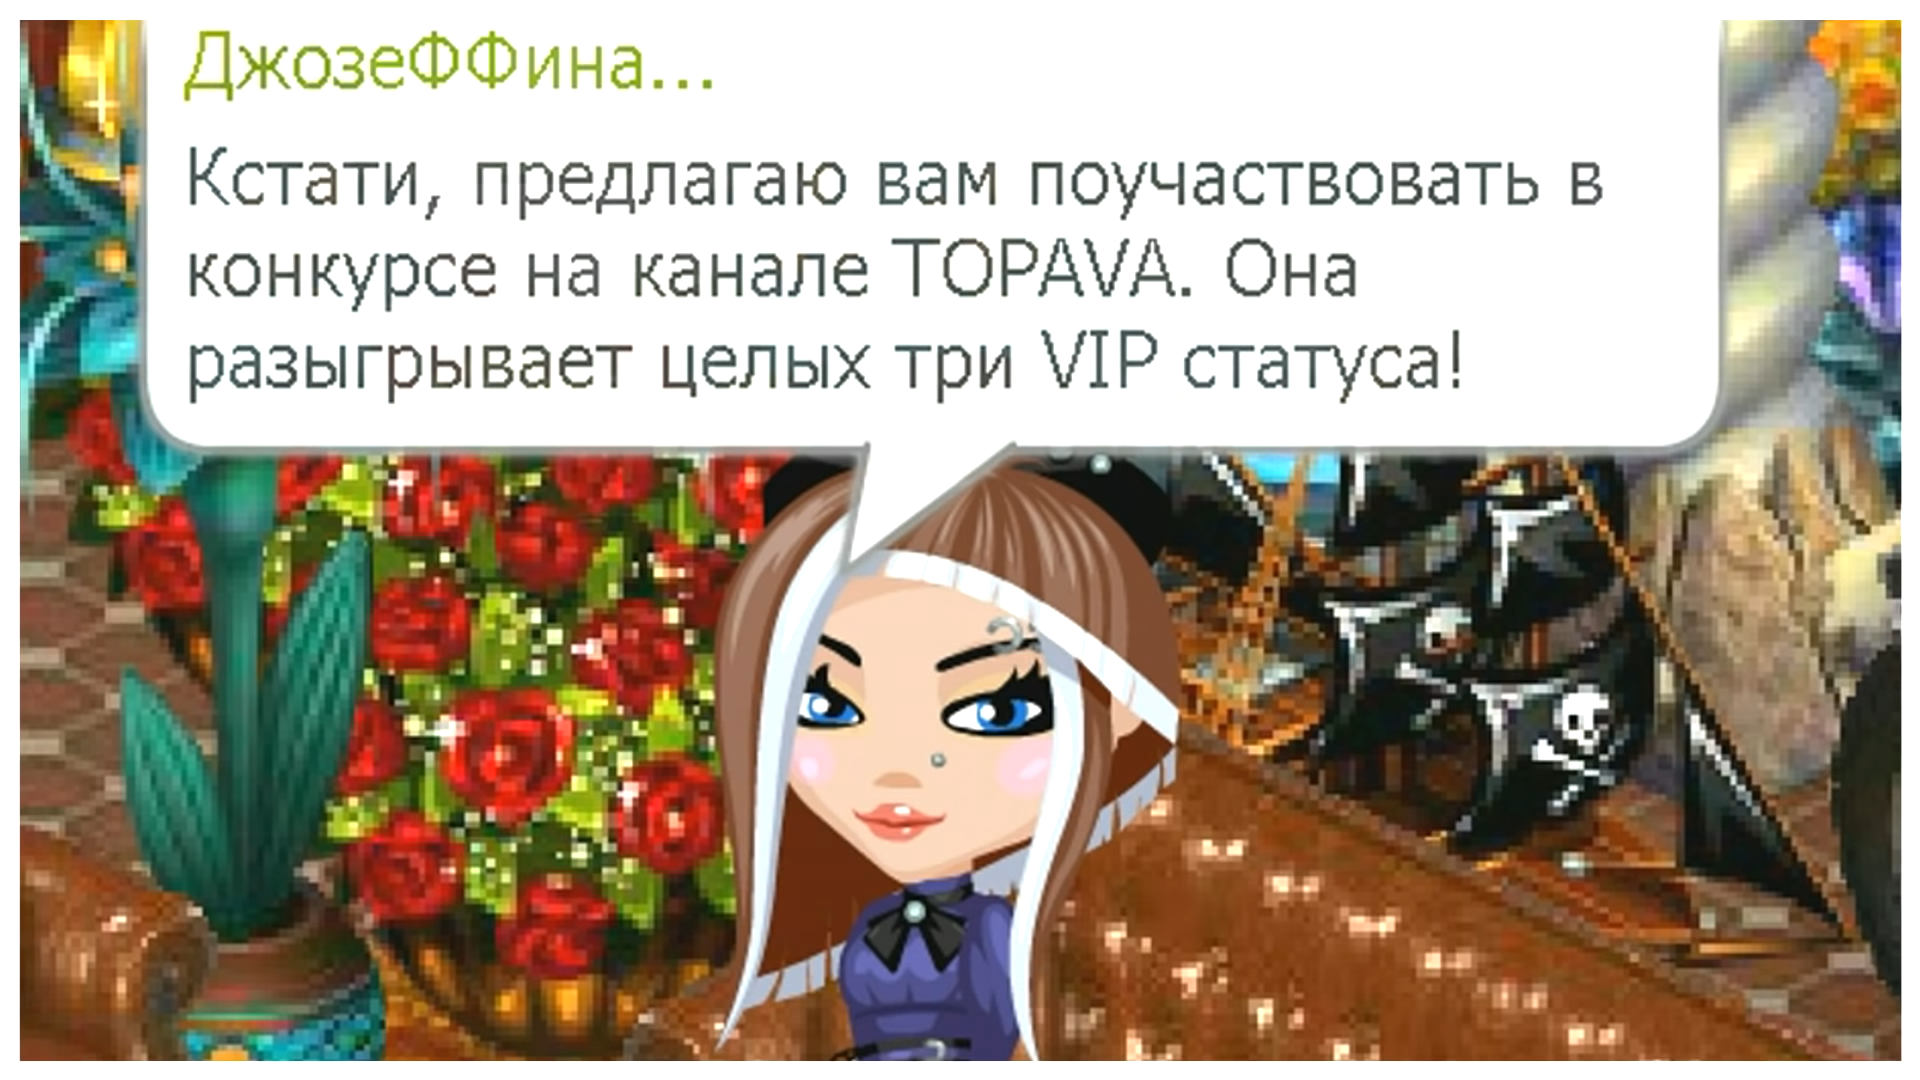 ДжозеФФина...
Кстати, предлагаю вам поучаствовать в
конкурсе на канале TOPAVA. Она
разыгрывает целых три VIP статуса!